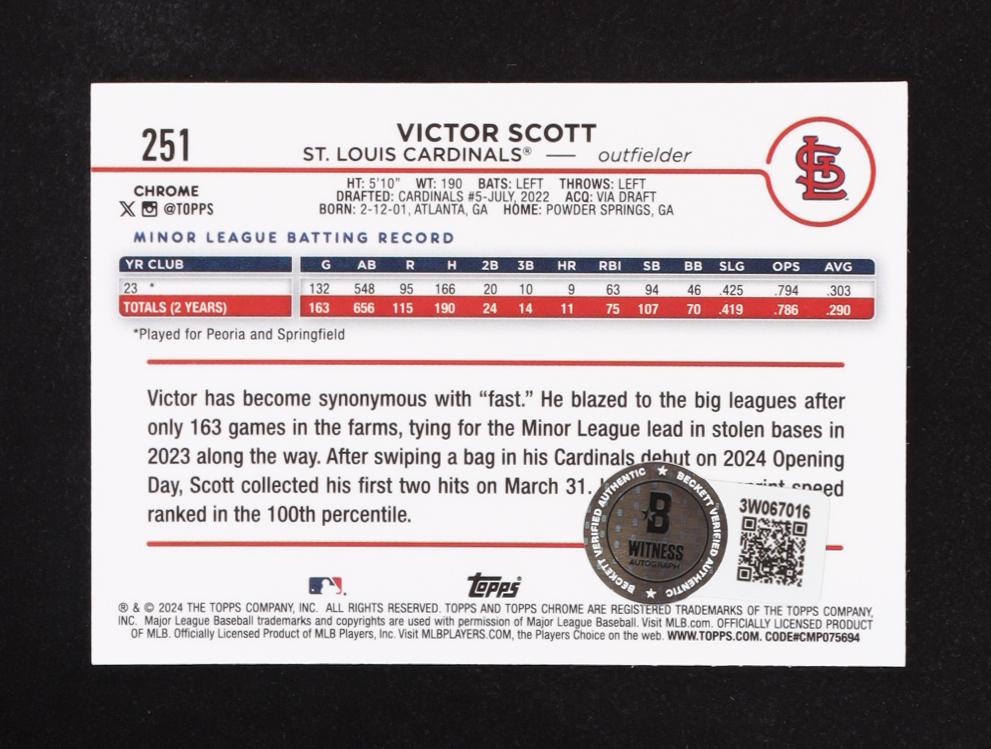 251
VICTOR SCOTT
ST. LOUIS CARDINALS® — outfielder
CHROME
@TOPPS
HT: 5'10" WT: 190 BATS: LEFT THROWS: LEFT
DRAFTED: CARDINALS #5-JULY, 2022 ACQ: VIA DRAFT
BORN: 2-12-01, ATLANTA, GA HOME: POWDER SPRINGS, GA
MINOR LEAGUE BATTING RECORD
YR CLUB G AB R H 2B 3B HR RBI SB BB SLG OPS AVG
23 * 132 548 95 166 20 10 9 63 94 46 .425 .794 .303
TOTALS (2 YEARS) 163 656 115 190 24 14 11 75 107 70 .419 .786 .290
*Played for Peoria and Springfield
Victor has become synonymous with “fast.” He blazed to the big leagues after
only 163 games in the farms, tying for the Minor League lead in stolen bases in
2023 along the way. After swiping a bag in his Cardinals debut on 2024 Opening
Day, Scott collected his first two hits on March 31. speed
ranked in the 100th percentile.
BECKETT VERIFIED AUTHENTIC ★ BECKETT VERIFIED AUTHENTIC ★
B
WITNESS
AUTOGRAPH
3W067016
topps®
® & © 2024 THE TOPPS COMPANY, INC. ALL RIGHTS RESERVED. TOPPS AND TOPPS CHROME ARE REGISTERED TRADEMARKS OF THE TOPPS COMPANY,
INC. Major League Baseball trademarks and copyrights are used with permission of Major League Baseball. Visit MLB.com. OFFICIALLY LICENSED PRODUCT
OF MLB. Officially Licensed Product of MLB Players, Inc. Visit MLBPLAYERS.COM, the Players Choice on the web. WWW.TOPPS.COM. CODE#CMP075694